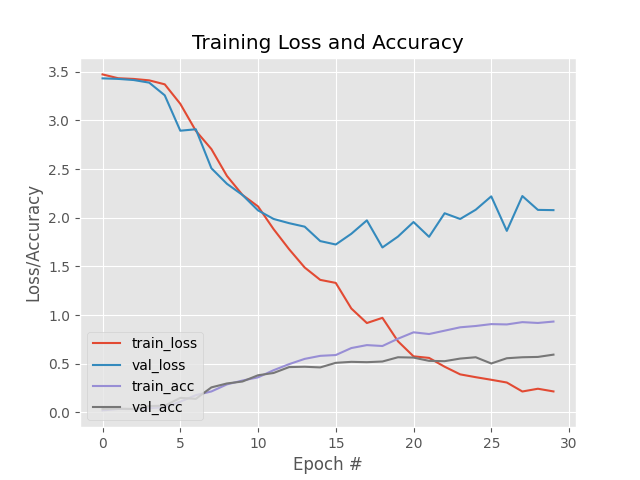 Training Loss and Accuracy
3.5
3.0
2.5
2.0
1.5
1.0
0.5
0.0
Loss/Accuracy
train_loss
val_loss
train_acc
val_acc
0 5 10 15 20 25 30
Epoch #